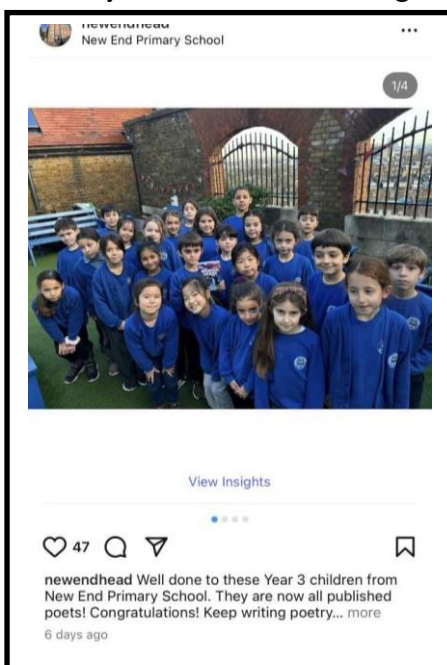 newendhead
New End Primary School
1/4
View Insights
47
newendhead Well done to these Year 3 children from
New End Primary School. They are now all published
poets! Congratulations! Keep writing poetry... more
6 days ago